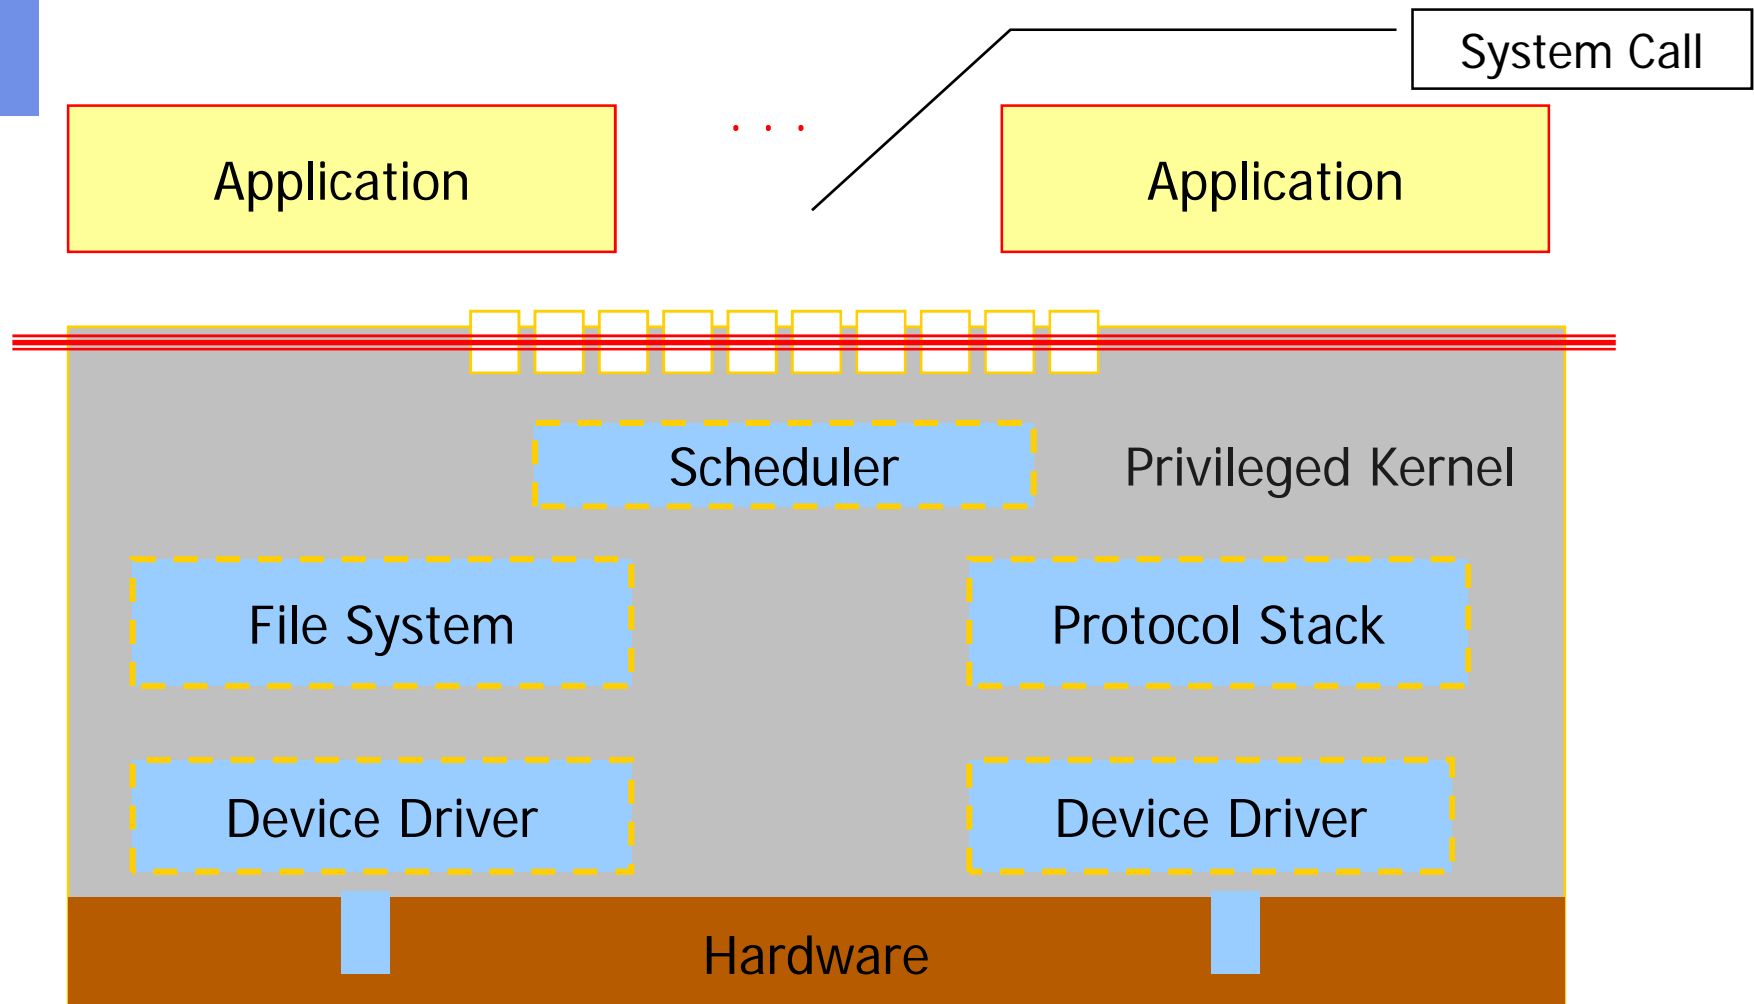 System Call
Application
. . .
Application
Scheduler
Privileged Kernel
File System
Protocol Stack
Device Driver
Device Driver
Hardware